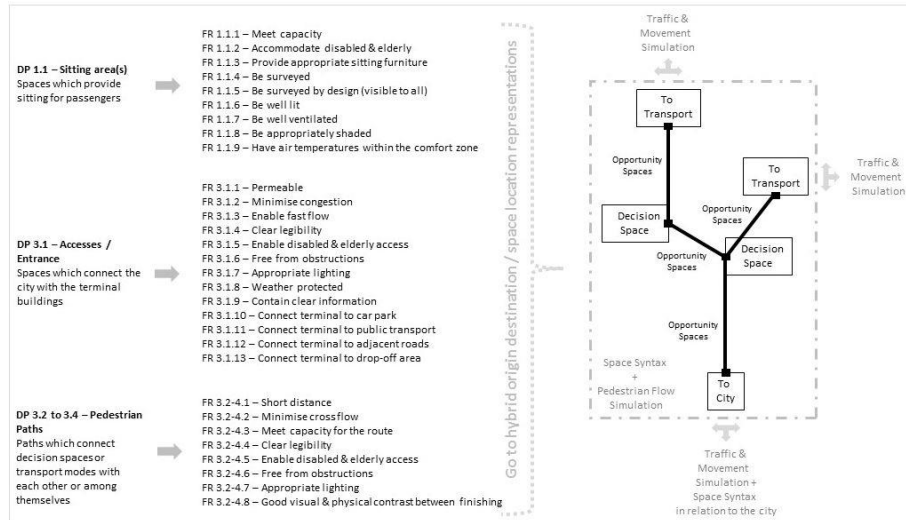 DP 1.1 – Sitting area(s)
Spaces which provide
sitting for passengers
FR 1.1.1 – Meet capacity
FR 1.1.2 – Accommodate disabled & elderly
FR 1.1.3 – Provide appropriate sitting furniture
FR 1.1.4 – Be surveyed
FR 1.1.5 – Be surveyed by design (visible to all)
FR 1.1.6 – Be well lit
FR 1.1.7 – Be well ventilated
FR 1.1.8 – Be appropriately shaded
FR 1.1.9 – Have air temperatures within the comfort zone
DP 3.1 – Accesses /
Entrance
Spaces which connect the
city with the terminal
buildings
FR 3.1.1 – Permeable
FR 3.1.2 – Minimise congestion
FR 3.1.3 – Enable fast flow
FR 3.1.4 – Clear legibility
FR 3.1.5 – Enable disabled & elderly access
FR 3.1.6 – Free from obstructions
FR 3.1.7 – Appropriate lighting
FR 3.1.8 – Weather protected
FR 3.1.9 – Contain clear information
FR 3.1.10 – Connect terminal to car park
FR 3.1.11 – Connect terminal to public transport
FR 3.1.12 – Connect terminal to adjacent roads
FR 3.1.13 – Connect terminal to drop-off area
DP 3.2 to 3.4 – Pedestrian
Paths
Paths which connect
decision spaces or
transport modes with
each other or among
themselves
FR 3.2-4.1 – Short distance
FR 3.2-4.2 – Minimise cross flow
FR 3.2-4.3 – Meet capacity for the route
FR 3.2-4.4 – Clear legibility
FR 3.2-4.5 – Enable disabled & elderly access
FR 3.2-4.6 – Free from obstructions
FR 3.2-4.7 – Appropriate lighting
FR 3.2-4.8 – Good visual & physical contrast between finishing
Go to hybrid origin destination / space location representations
Traffic &
Movement
Simulation
To
Transport
Opportunity
Spaces
To
Transport
Traffic &
Movement
Simulation
Opportunity
Spaces
Decision
Space
Opportunity
Spaces
Decision
Space
Opportunity
Spaces
Space Syntax
+
Pedestrian Flow
Simulation
To
City
Traffic &
Movement
Simulation +
Space Syntax
in relation to the city